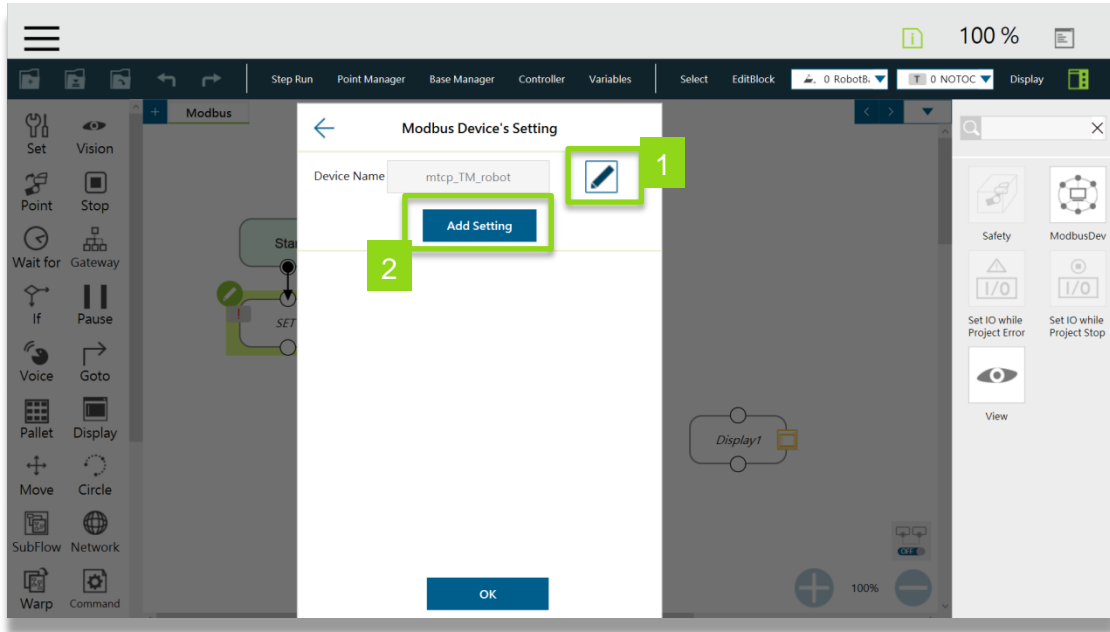 100 %
Step Run Point Manager Base Manager Controller Variables Select EditBlock 0 RobotB. T 0 NOTOC Display
+ Modbus
Set Vision
Point Stop
Wait for Gateway
If Pause
Voice Goto
Pallet Display
Move Circle
SubFlow Network
Warp Command
Modbus Device's Setting
Device Name mtcp_TM_robot
1
Add Setting
2
OK
Sta
SET
!
Display1
OFF
100%
Safety ModbusDev
I/O I/O
Set IO while
Project Error
Set IO while
Project Stop
View